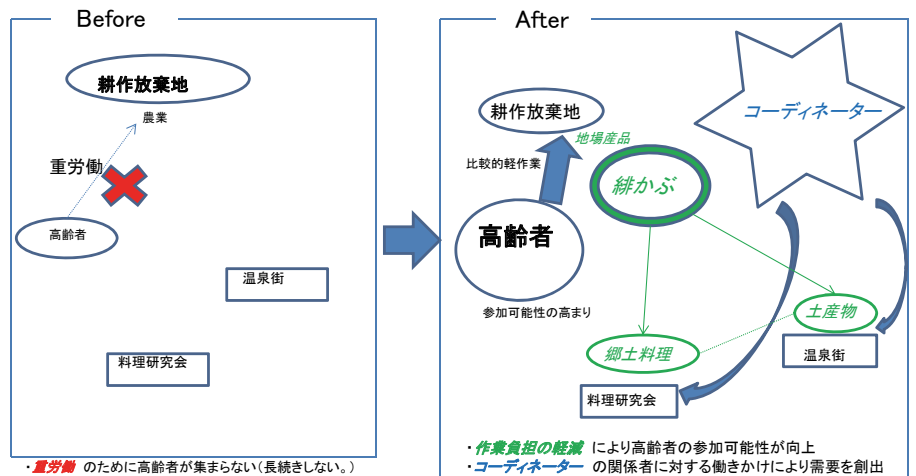 Before
耕作放棄地
農業
重労働
高齢者
温泉街
料理研究会
・重労働 のために高齢者が集まらない(長続きしない。)
After
コーディネーター
耕作放棄地
地場産品
比較的軽作業
緋かぶ
高齢者
参加可能性の高まり
土産物
温泉街
郷土料理
料理研究会
・作業負担の軽減 により高齢者の参加可能性が向上
・コーディネーター の関係者に対する働きかけにより需要を創出